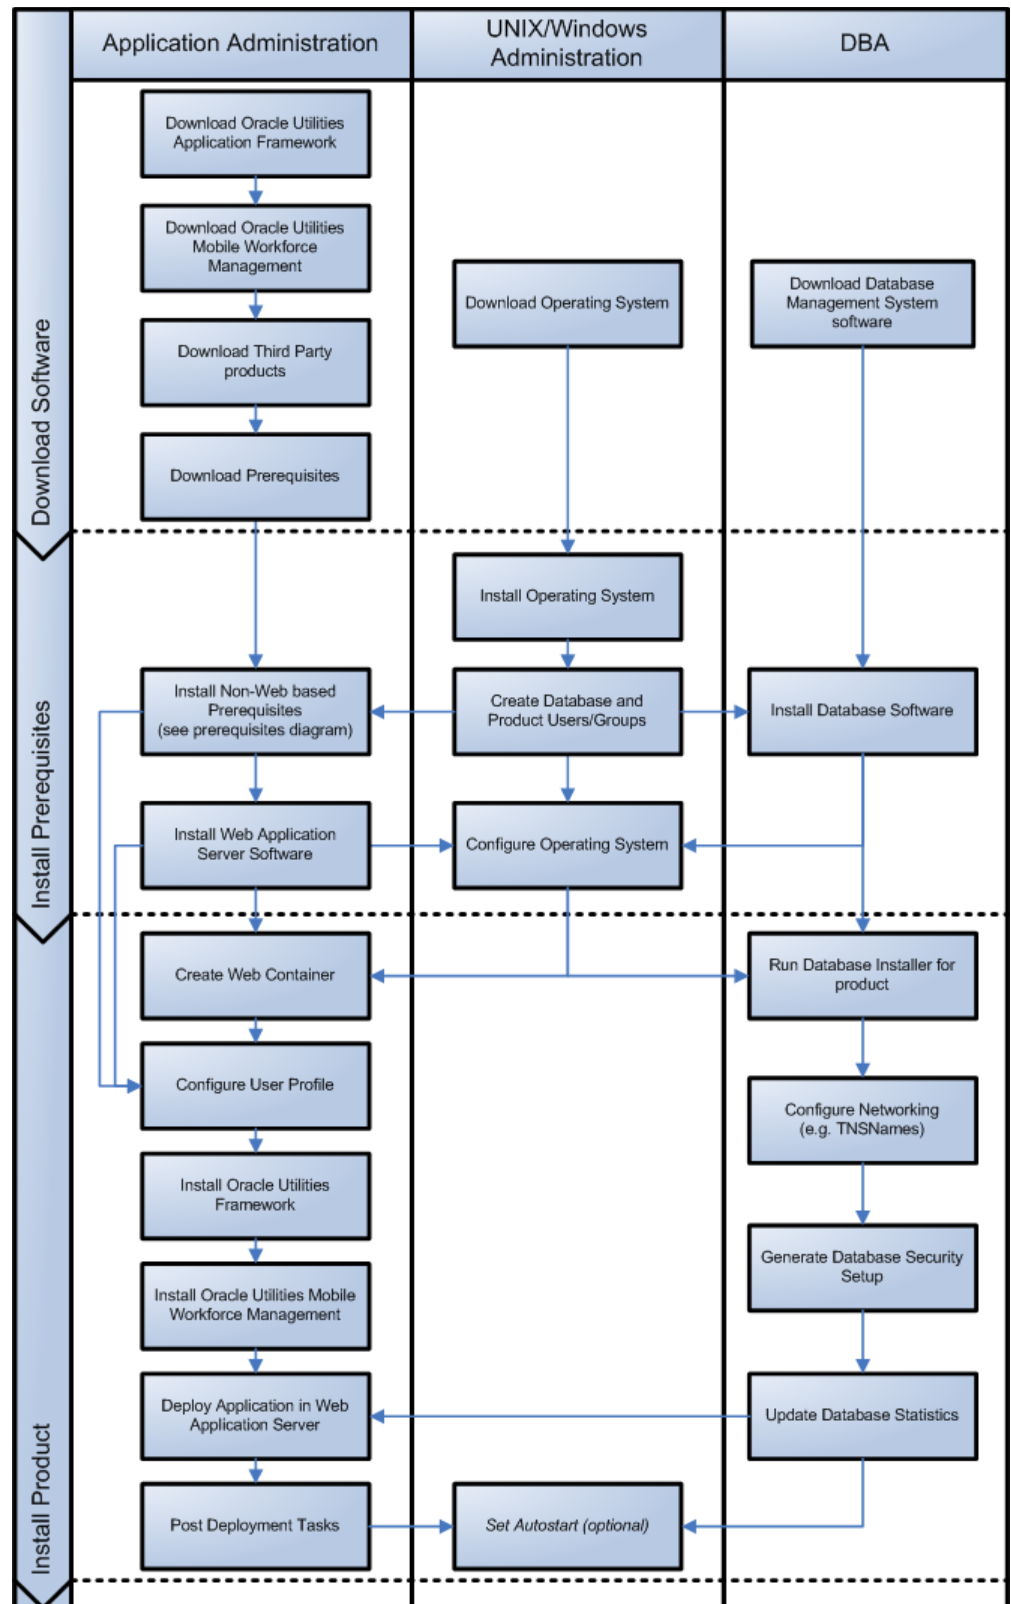 Application Administration
UNIX/Windows
Administration
DBA
Download Software
Download Oracle Utilities
Application Framework
Download Oracle Utilities
Mobile Workforce
Management
Download Operating System
Download Database
Management System
software
Download Third Party
products
Download Prerequisites
Install Prerequisites
Install Operating System
Install Non-Web based
Prerequisites
(see prerequisites diagram)
Create Database and
Product Users/Groups
Install Database Software
Install Web Application
Server Software
Configure Operating System
Install Product
Create Web Container
Run Database Installer for
product
Configure User Profile
Configure Networking
(e.g. TNSNames)
Install Oracle Utilities
Framework
Generate Database Security
Setup
Install Oracle Utilities Mobile
Workforce Management
Deploy Application in Web
Application Server
Update Database Statistics
Post Deployment Tasks
Set Autostart (optional)